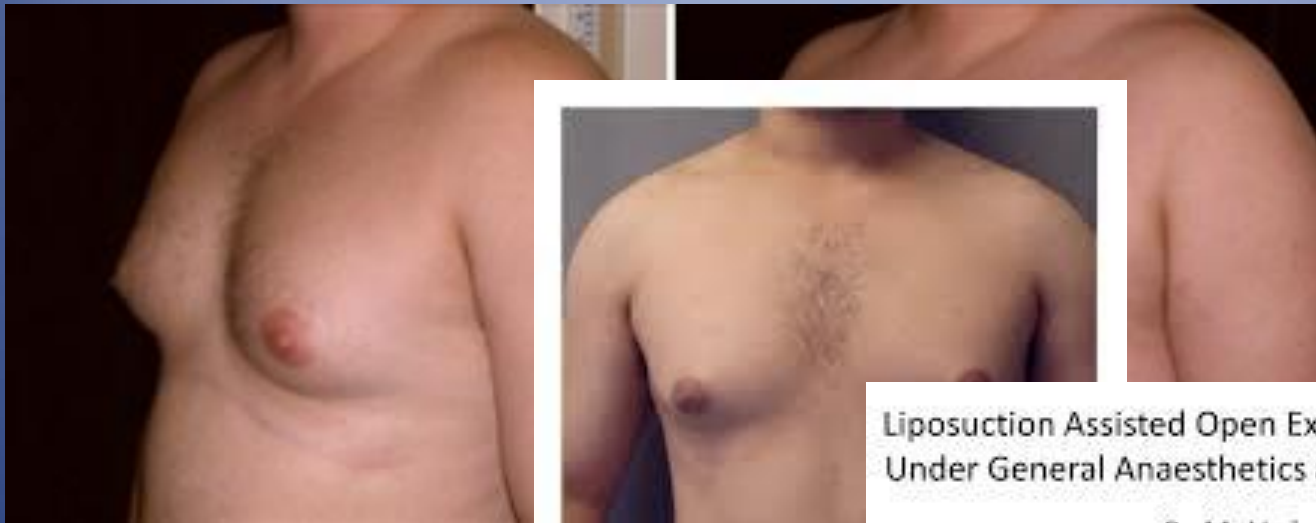 Liposuction Assisted Open Ex
Under General Anaesthetics